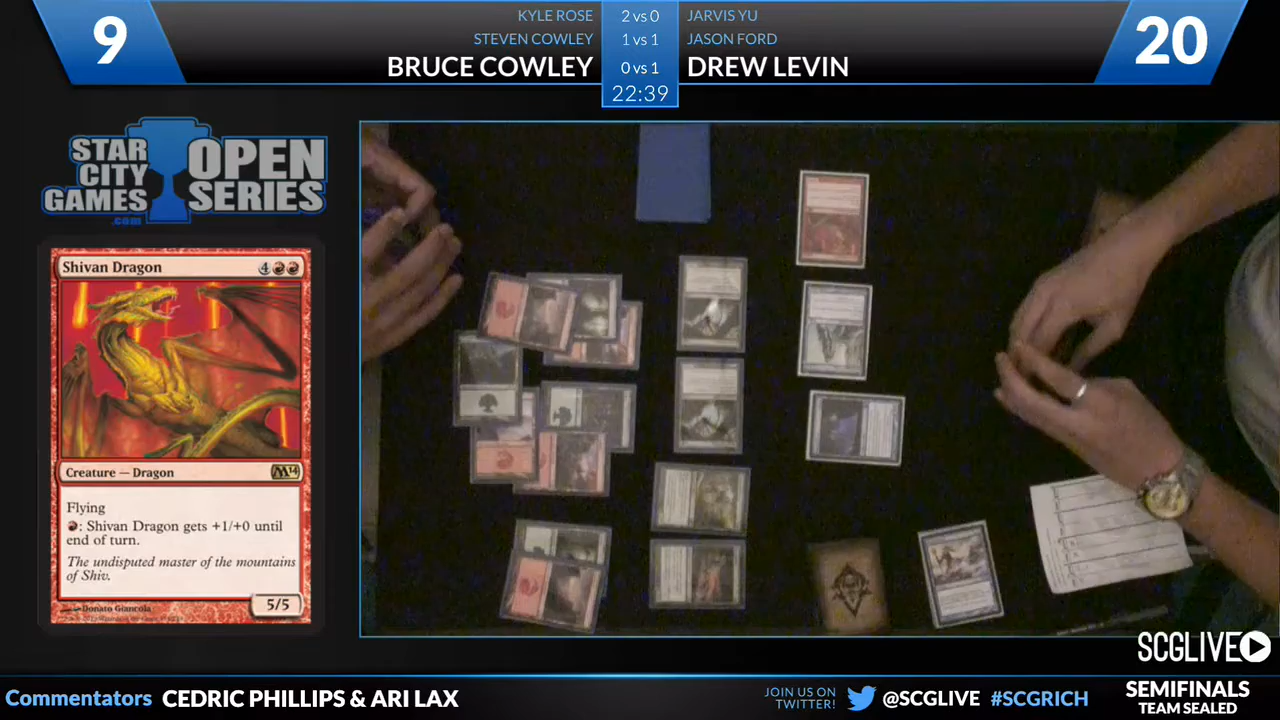 9
KYLE ROSE 2 vs 0 JARVIS YU
STEVEN COWLEY 1 vs 1 JASON FORD
BRUCE COWLEY 0 vs 1 DREW LEVIN
22:39
20
STAR
CITY
GAMES
.com
OPEN
SERIES
Shivan Dragon 4
Creature — Dragon M14
Flying
: Shivan Dragon gets +1/+0 until
end of turn.
The undisputed master of the mountains
of Shiv.
Donato Giancola
5/5
SCGLIVE
Commentators CEDRIC PHILLIPS & ARI LAX
JOIN US ON
TWITTER!
@SCGLIVE #SCGRICH
SEMIFINALS
TEAM SEALED